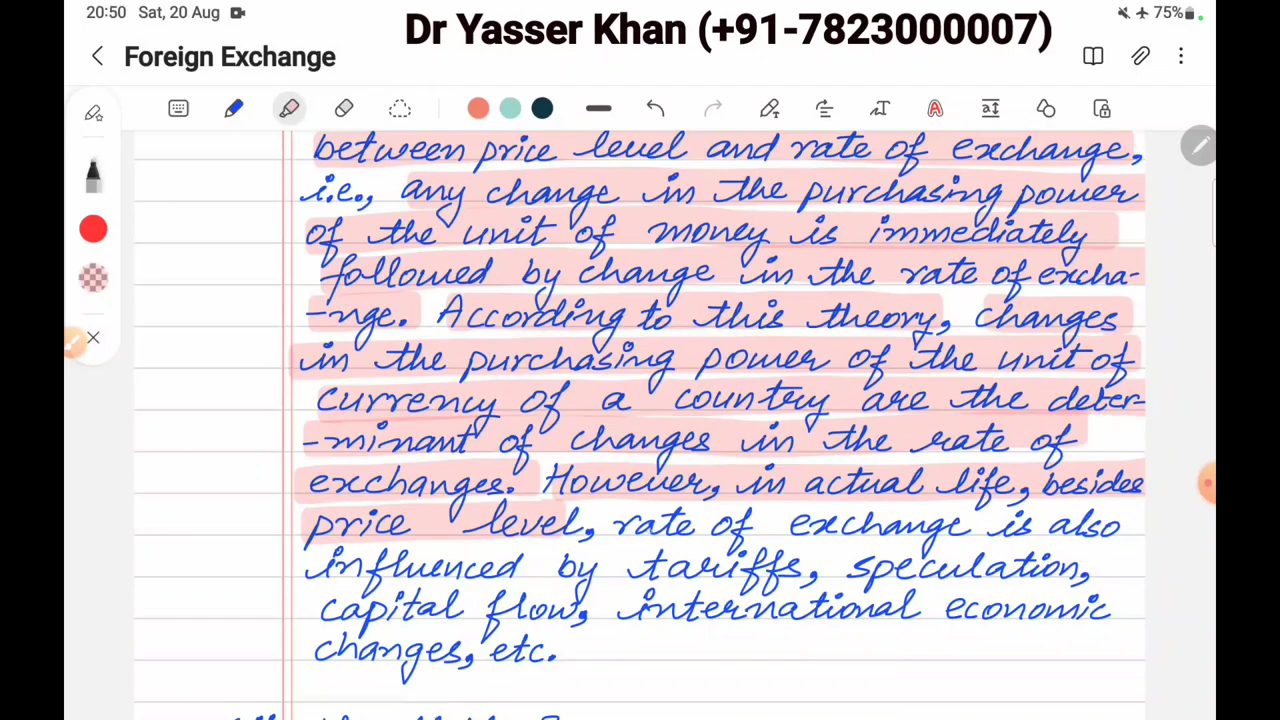 20:50 Sat, 20 Aug
75%
Dr Yasser Khan (+91-7823000007)
Foreign Exchange
between price level and rate of exchange,
i.e., any change in the purchasing power
of the unit of money is immediately
followed by change in the rate of excha-
-nge. According to this theory, changes
in the purchasing power of the unit of
currency of a country are the deter-
-minant of changes in the rate of
exchanges. However, in actual life, besides
price level, rate of exchange is also
influenced by tariffs, speculation,
capital flow, international economic
changes, etc.